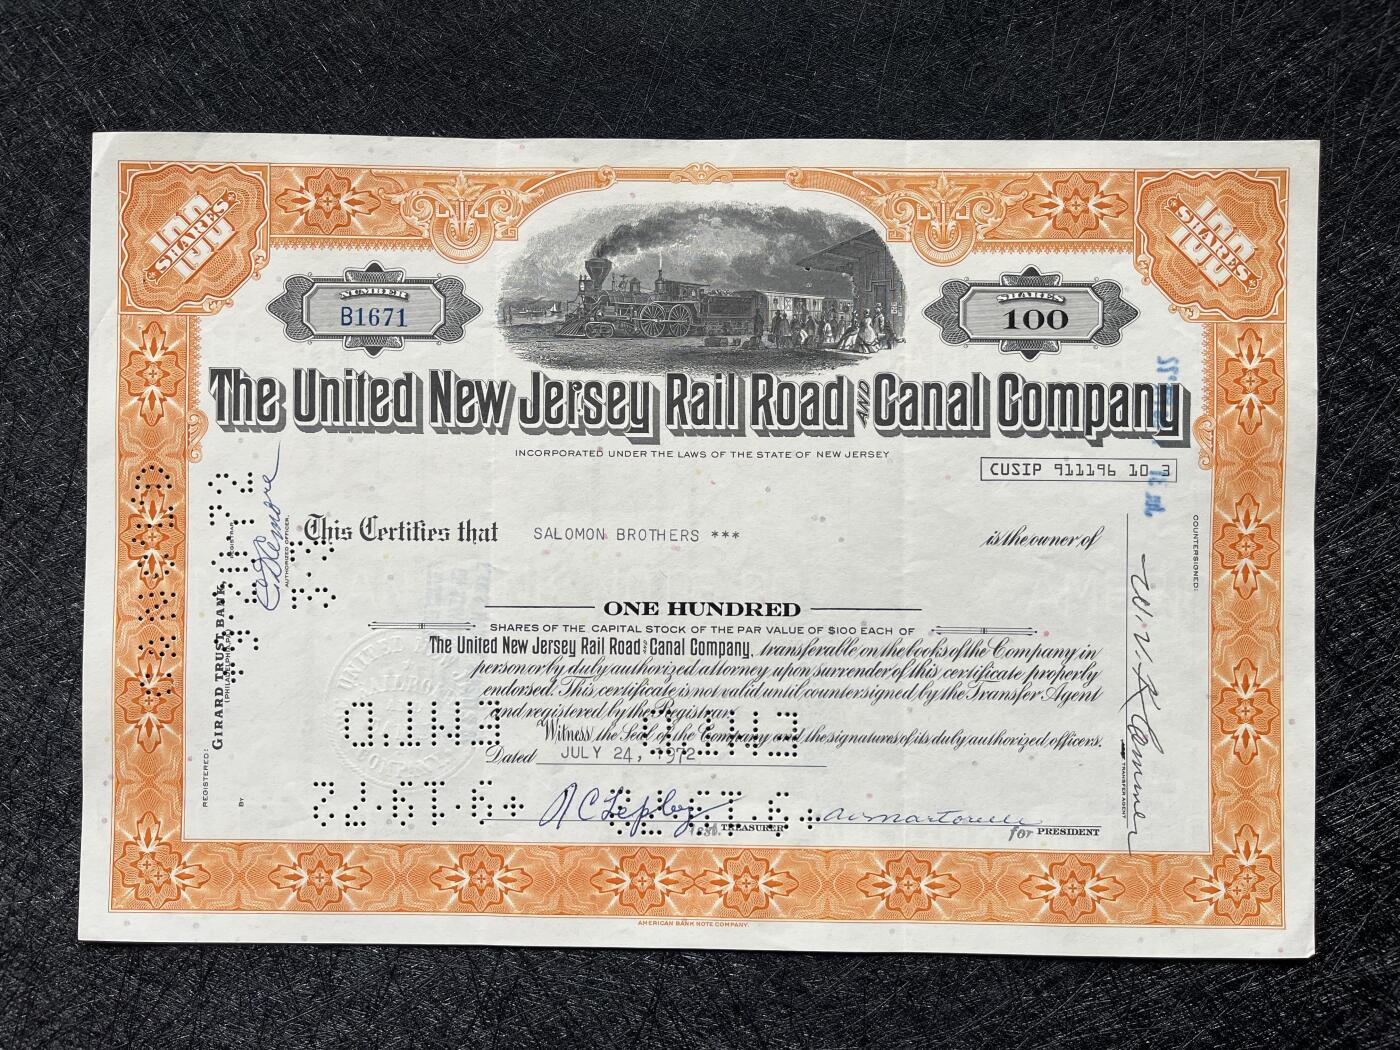 100 SHARES
100 SHARES
NUMBER
B1671
SHARES
100
The United New Jersey Rail Road AND Canal Company
INCORPORATED UNDER THE LAWS OF THE STATE OF NEW JERSEY
CUSIP 911196 10 3
This Certifies that SALOMON BROTHERS *** is the owner of
ONE HUNDRED
SHARES OF THE CAPITAL STOCK OF THE PAR VALUE OF $100 EACH OF
The United New Jersey Rail Road and Canal Company, transferable on the books of the Company in
person or by duly authorized attorney upon surrender of this certificate properly
endorsed. This certificate is not valid until countersigned by the Transfer Agent
and registered by the Registrar.
Witness the Seal of the Company and the signatures of its duly authorized officers.
Dated JULY 24, 1972
TREASURER
for PRESIDENT
REGISTERED:
GIRARD TRUST BANK,
(PHILADELPHIA, PA.)
REGISTRAR
BY
AUTHORIZED OFFICER.
COUNTERSIGNED:
TRANSFER AGENT
AMERICAN BANK NOTE COMPANY.